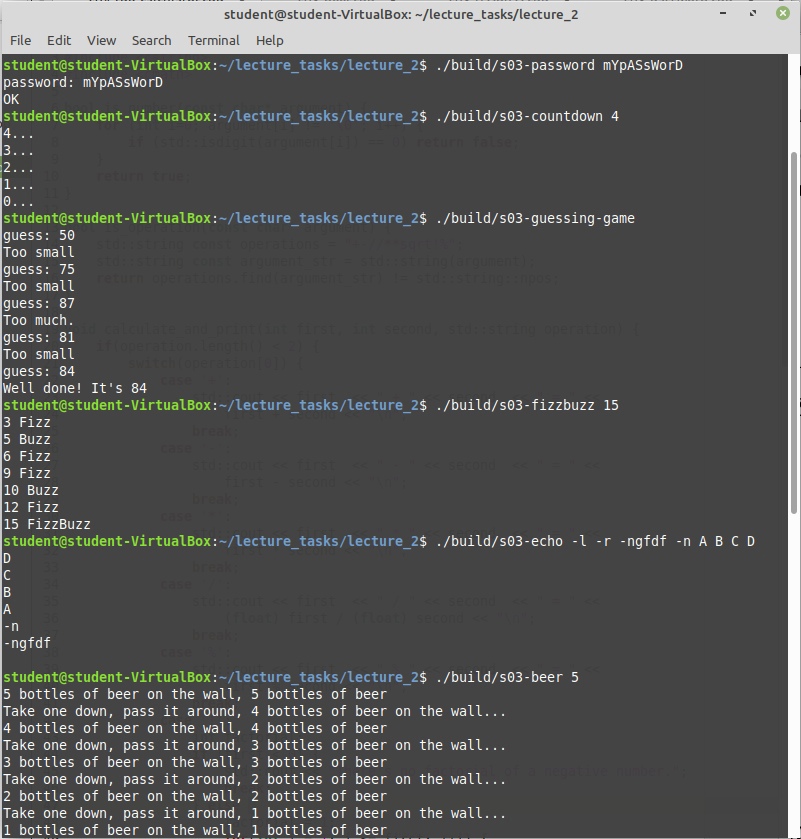 student@student-VirtualBox: ~/lecture_tasks/lecture_2
File Edit View Search Terminal Help
student@student-VirtualBox:~/lecture_tasks/lecture_2$ ./build/s03-password mYpASsWorD
password: mYpASsWorD
OK
student@student-VirtualBox:~/lecture_tasks/lecture_2$ ./build/s03-countdown 4
4...
3...
2...
1...
0...
student@student-VirtualBox:~/lecture_tasks/lecture_2$ ./build/s03-guessing-game
guess: 50
Too small
guess: 75
Too small
guess: 87
Too much.
guess: 81
Too small
guess: 84
Well done! It's 84
student@student-VirtualBox:~/lecture_tasks/lecture_2$ ./build/s03-fizzbuzz 15
3 Fizz
5 Buzz
6 Fizz
9 Fizz
10 Buzz
12 Fizz
15 FizzBuzz
student@student-VirtualBox:~/lecture_tasks/lecture_2$ ./build/s03-echo -l -r -ngfdf -n A B C D
D
C
B
A
-n
-ngfdf
student@student-VirtualBox:~/lecture_tasks/lecture_2$ ./build/s03-beer 5
5 bottles of beer on the wall, 5 bottles of beer
Take one down, pass it around, 4 bottles of beer on the wall...
4 bottles of beer on the wall, 4 bottles of beer
Take one down, pass it around, 3 bottles of beer on the wall...
3 bottles of beer on the wall, 3 bottles of beer
Take one down, pass it around, 2 bottles of beer on the wall...
2 bottles of beer on the wall, 2 bottles of beer
Take one down, pass it around, 1 bottles of beer on the wall...
1 bottles of beer on the wall, 1 bottles of beer